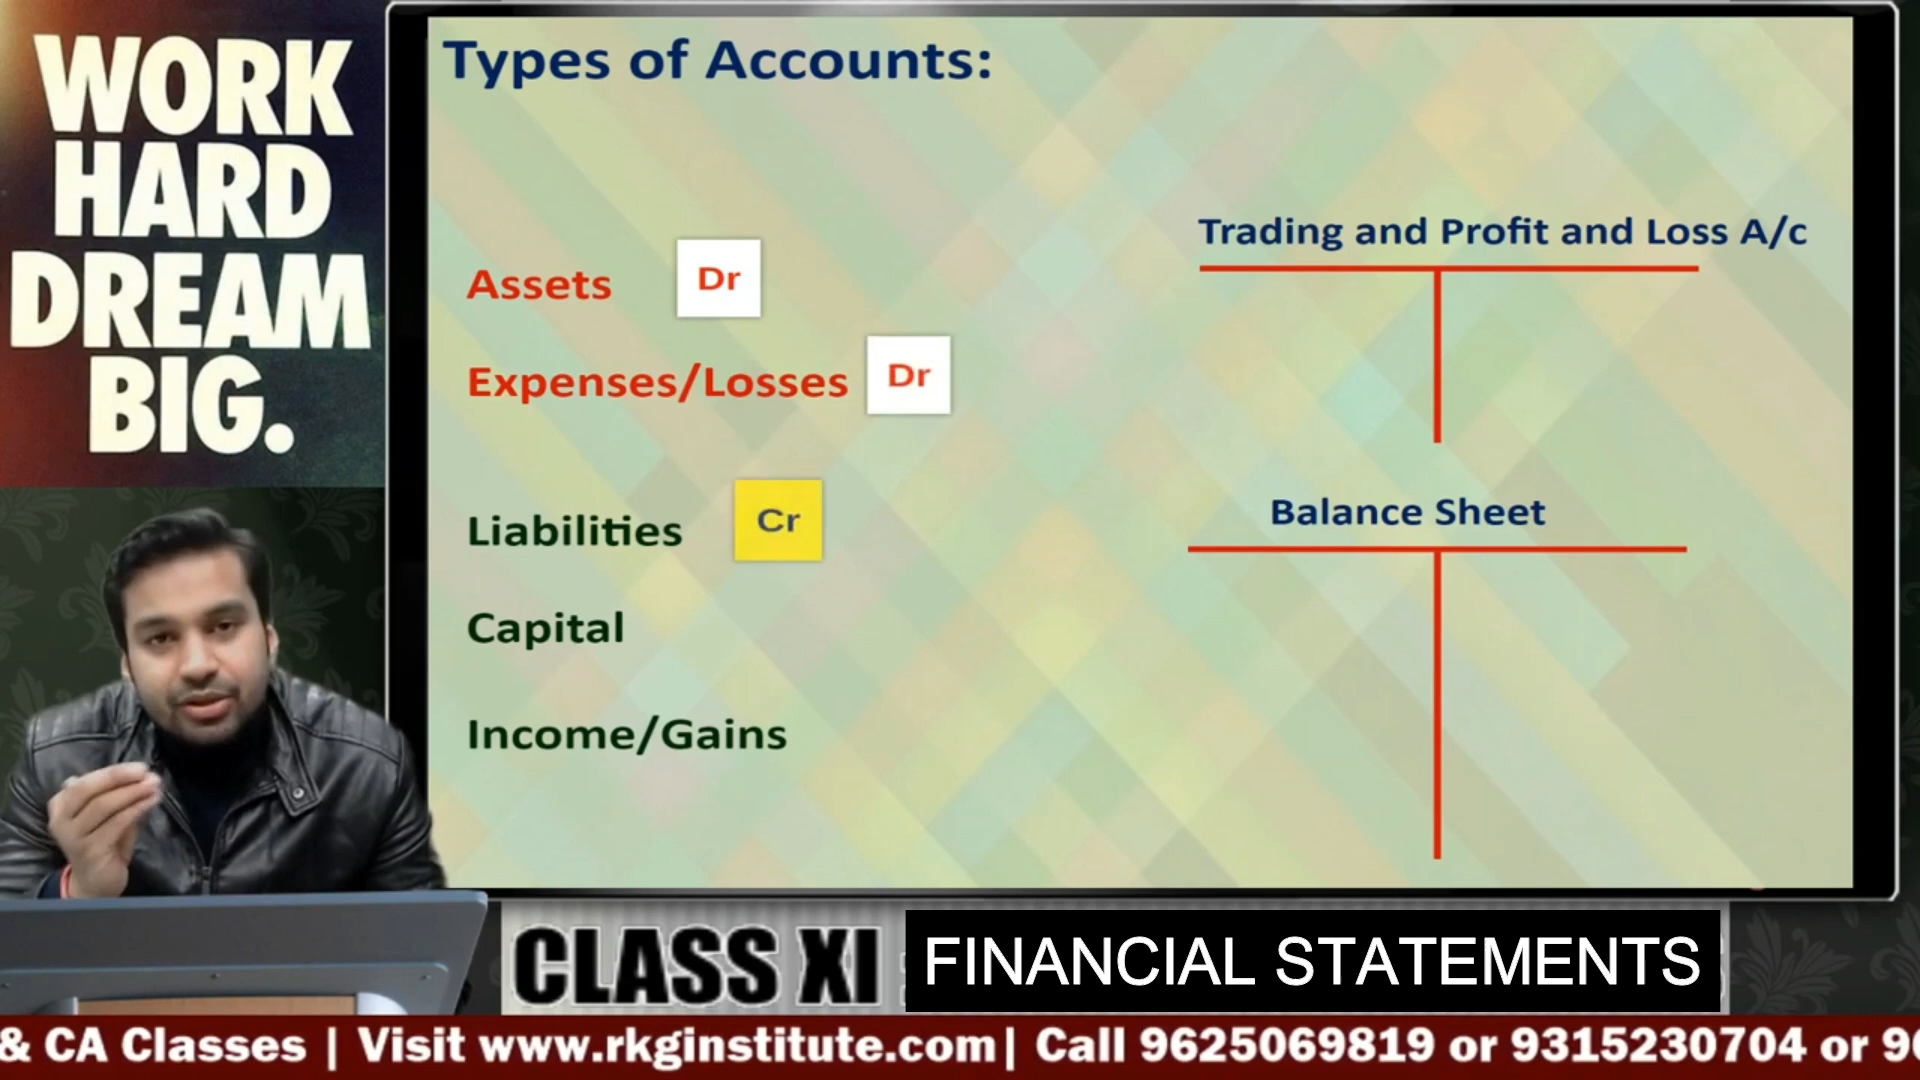 WORK
HARD
DREAM
BIG.
Types of Accounts:
Assets Dr
Expenses/Losses Dr
Liabilities Cr
Capital
Income/Gains
Trading and Profit and Loss A/c
Balance Sheet
CLASS XI
FINANCIAL STATEMENTS
& CA Classes | Visit www.rkginstitute.com| Call 9625069819 or 9315230704 or